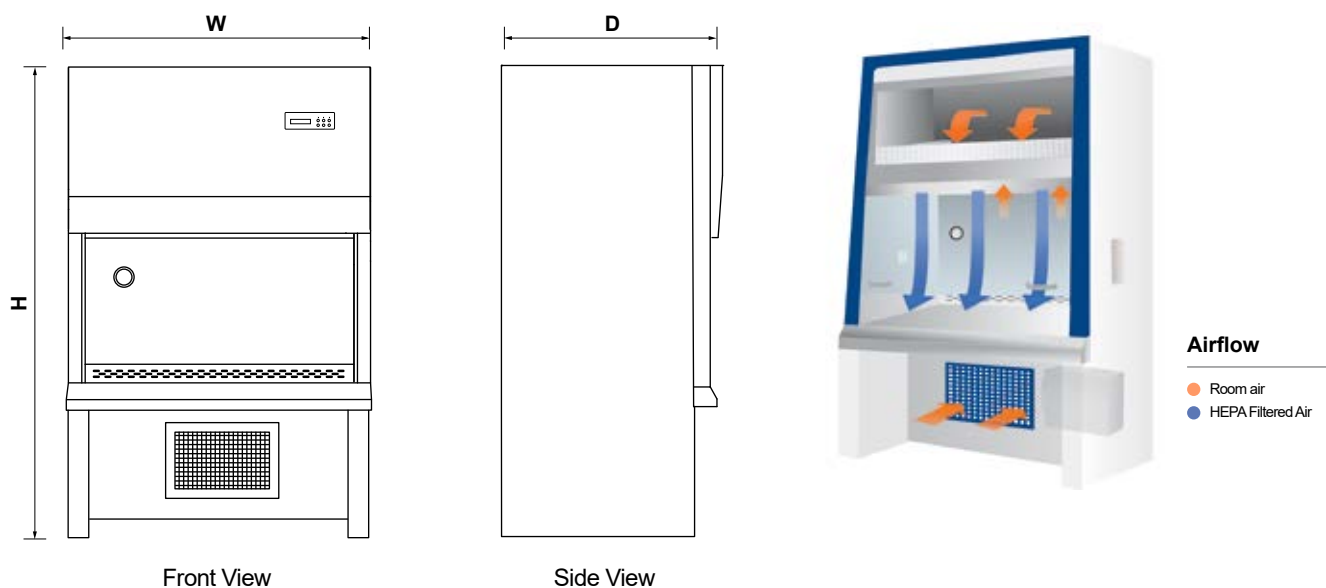 W
D
H
Airflow
Room air
HEPA Filtered Air
Front View
Side View